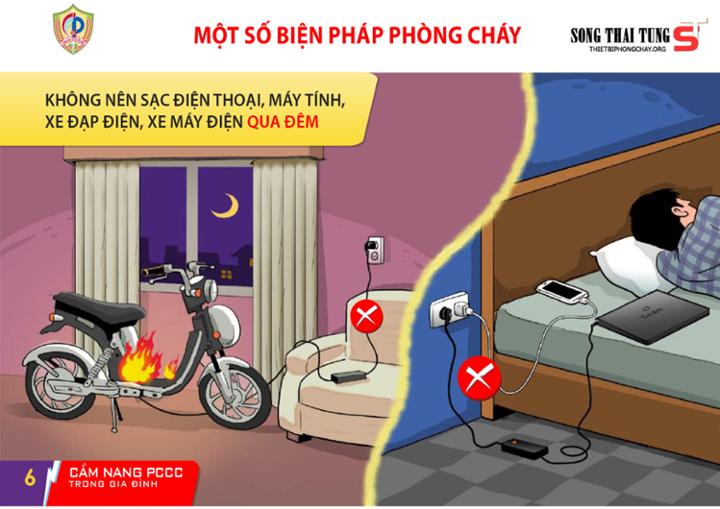 MỘT SỐ BIỆN PHÁP PHÒNG CHÁY
SONG THAI TUNG
THIETBIPHONGCHAY.ORG
ST
KHÔNG NÊN SẠC ĐIỆN THOẠI, MÁY TÍNH,
XE ĐẠP ĐIỆN, XE MÁY ĐIỆN QUA ĐÊM
6
CẨM NANG PCCC
TRONG GIA ĐÌNH